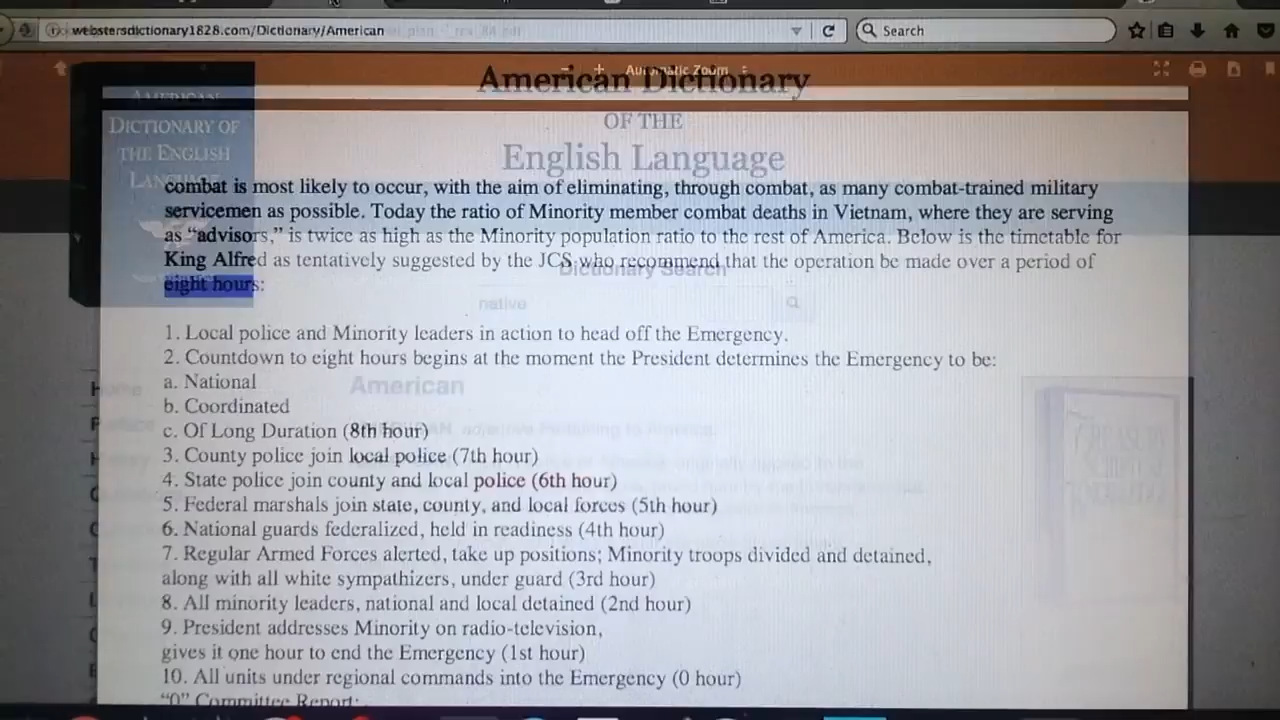 webstersdictionary1828.com/Dictionary/American
Search
Automatic Zoom
American Dictionary
OF THE
English Language
AMERICAN
DICTIONARY OF
THE ENGLISH
LANGUAGE
combat is most likely to occur, with the aim of eliminating, through combat, as many combat-trained military
servicemen as possible. Today the ratio of Minority member combat deaths in Vietnam, where they are serving
as “advisors,” is twice as high as the Minority population ratio to the rest of America. Below is the timetable for
King Alfred as tentatively suggested by the JCS who recommend that the operation be made over a period of
eight hours:
Dictionary Search
native
1. Local police and Minority leaders in action to head off the Emergency.
2. Countdown to eight hours begins at the moment the President determines the Emergency to be:
a. National
Home
American
b. Coordinated
c. Of Long Duration (8th hour)
3. County police join local police (7th hour)
4. State police join county and local police (6th hour)
5. Federal marshals join state, county, and local forces (5th hour)
6. National guards federalized, held in readiness (4th hour)
7. Regular Armed Forces alerted, take up positions; Minority troops divided and detained,
along with all white sympathizers, under guard (3rd hour)
8. All minority leaders, national and local detained (2nd hour)
9. President addresses Minority on radio-television,
gives it one hour to end the Emergency (1st hour)
10. All units under regional commands into the Emergency (0 hour)
“0” Committee Report: